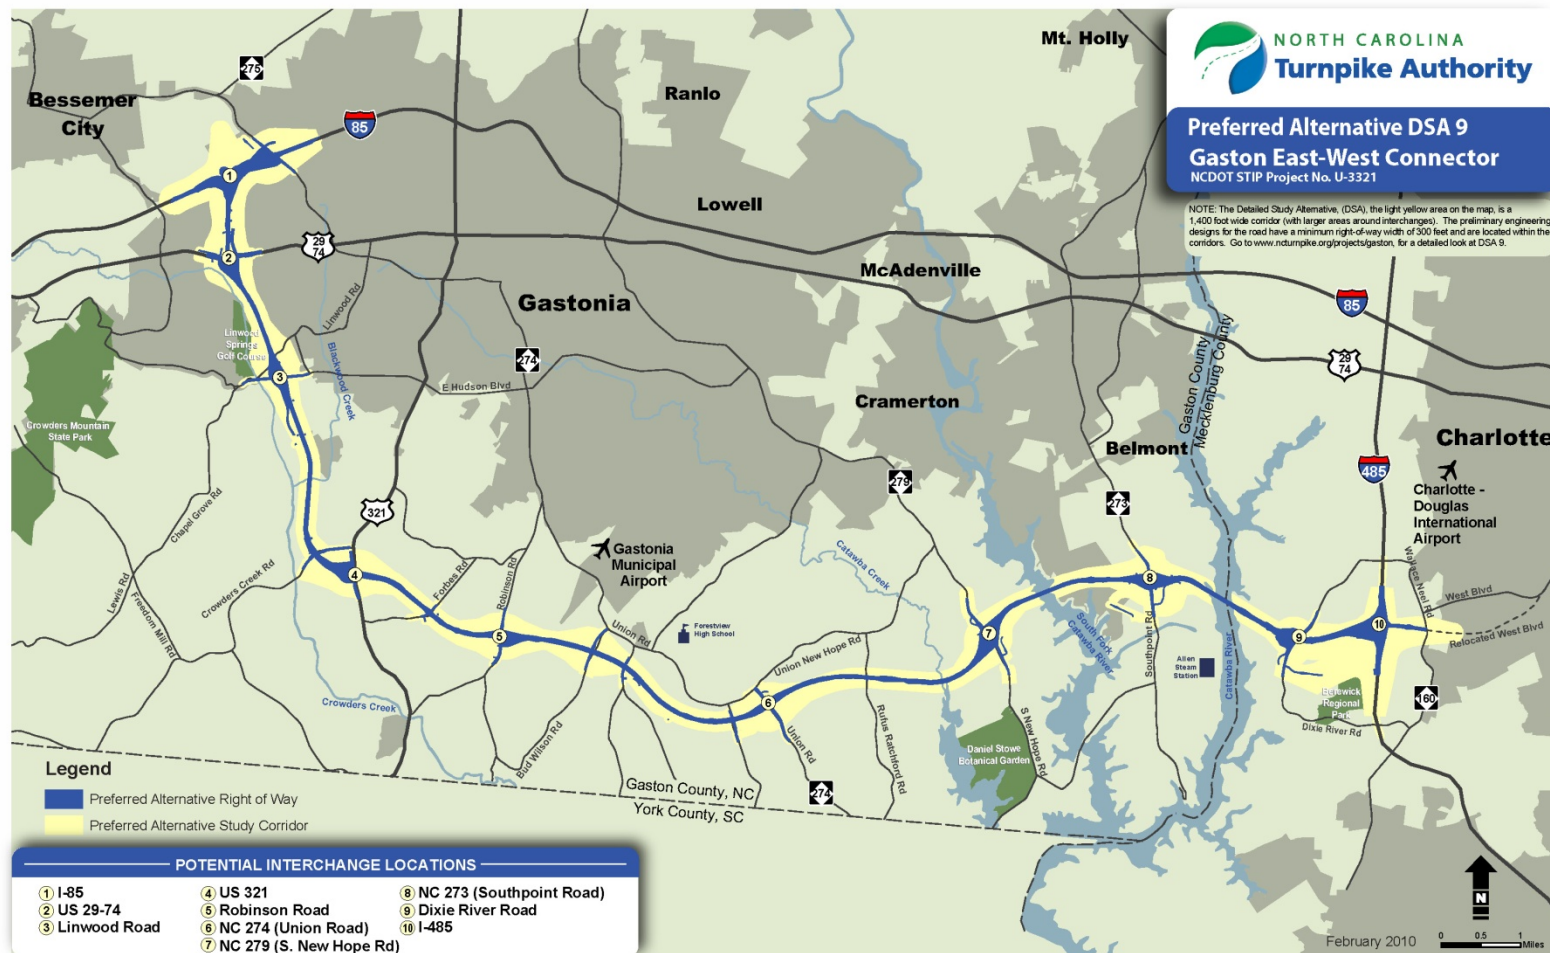 NORTH CAROLINA
Turnpike Authority
Preferred Alternative DSA 9
Gaston East-West Connector
NCDOT STIP Project No. U-3321
NOTE: The Detailed Study Alternative, (DSA), the light yellow area on the map, is a
1,400 foot wide corridor (with larger areas around interchanges). The preliminary engineering
designs for the road have a minimum right-of-way width of 300 feet and are located within the
corridors. Go to www.ncturnpike.org/projects/gaston, for a detailed look at DSA 9.
Mt. Holly
275
Bessemer
City
Ranlo
85
1
Lowell
29
74
2
McAdenville
Gastonia
85
Linwood Rd
Linwood
Springs
Golf Course
Blackwood Creek
274
Gaston County
Mecklenburg County
29
74
3
E Hudson Blvd
Cramerton
Crowders Mountain
State Park
Belmont
Charlotte
485
279
273
Charlotte -
Douglas
International
Airport
321
Chapel Grove Rd
Gastonia
Municipal
Airport
Catawba Creek
Wallace Neel Rd
Lewis Rd
Freedom Mill Rd
Crowders Creek Rd
4
Forbes Rd
Robinson Rd
8
West Blvd
Relocated West Blvd
5
Union Rd
Forestview
High School
Union New Hope Rd
7
South Fork
Catawba River
Southpoint Rd
Allen
Steam
Station
Catawba River
9
10
Crowders Creek
6
Union Rd
Rufus Ratchford Rd
S New Hope Rd
Daniel Stowe
Botanical Garden
Berewick
Regional
Park
160
Dixie River Rd
Bud Wilson Rd
274
Gaston County, NC
York County, SC
Legend
Preferred Alternative Right of Way
Preferred Alternative Study Corridor
POTENTIAL INTERCHANGE LOCATIONS
1 I-85
2 US 29-74
3 Linwood Road
4 US 321
5 Robinson Road
6 NC 274 (Union Road)
7 NC 279 (S. New Hope Rd)
8 NC 273 (Southpoint Road)
9 Dixie River Road
10 I-485
N
February 2010
0 0.5 1
Miles